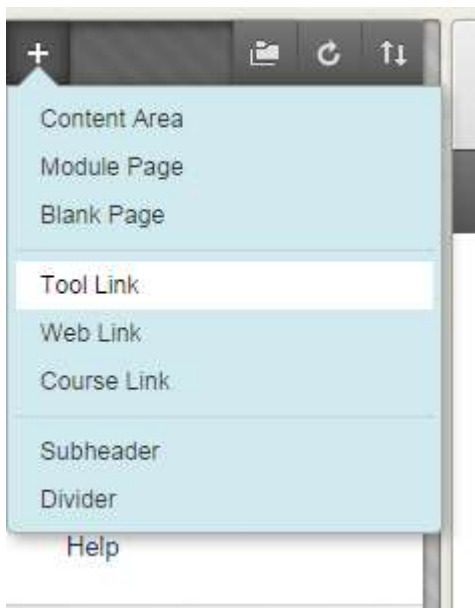 Content Area
Module Page
Blank Page
Tool Link
Web Link
Course Link
Subheader
Divider
Help